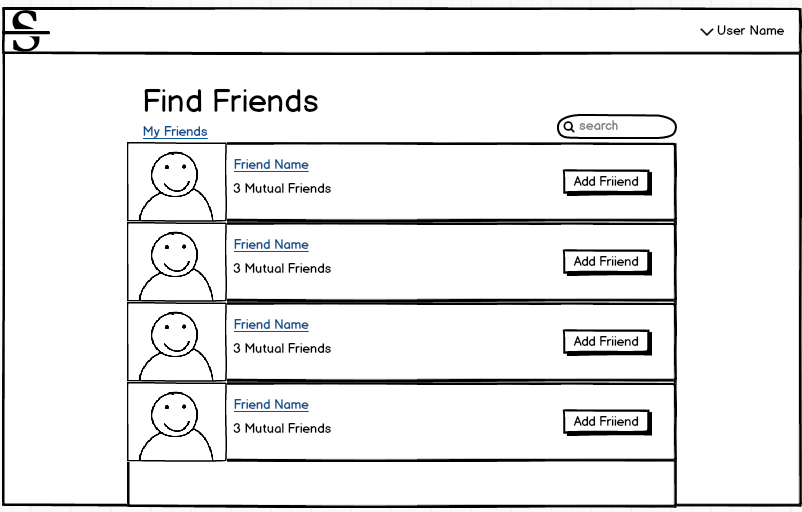 S
User Name
Find Friends
My Friends
search
Friend Name
3 Mutual Friends
Add Friiend
Friend Name
3 Mutual Friends
Add Friiend
Friend Name
3 Mutual Friends
Add Friiend
Friend Name
3 Mutual Friends
Add Friiend